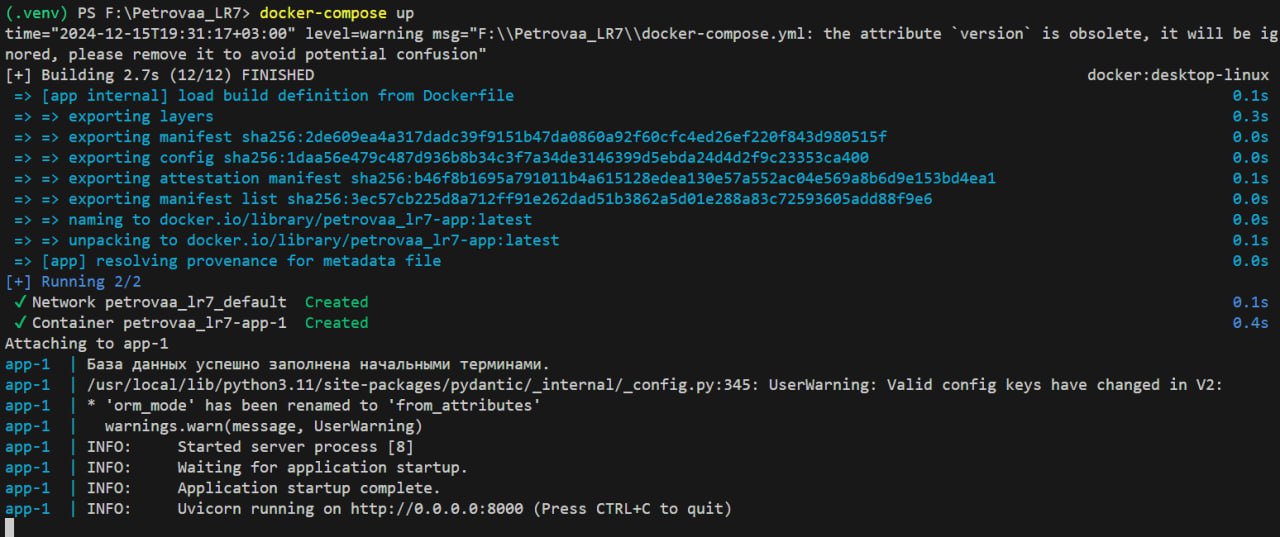 (.venv) PS F:\Petrovaa_LR7> docker-compose up
time="2024-12-15T19:31:17+03:00" level=warning msg="F:\\Petrovaa_LR7\\docker-compose.yml: the attribute `version` is obsolete, it will be ig
nored, please remove it to avoid potential confusion"
[+] Building 2.7s (12/12) FINISHED docker:desktop-linux
=> [app internal] load build definition from Dockerfile 0.1s
=> => exporting layers 0.3s
=> => exporting manifest sha256:2de609ea4a317dadc39f9151b47da0860a92f60cfc4ed26ef220f843d980515f 0.0s
=> => exporting config sha256:1daa56e479c487d936b8b34c3f7a34de3146399d5ebda24d4d2f9c23353ca400 0.0s
=> => exporting attestation manifest sha256:b46f8b1695a791011b4a615128edea130e57a552ac04e569a8b6d9e153bd4ea1 0.1s
=> => exporting manifest list sha256:3ec57cb225d8a712ff91e262dad51b3862a5d01e288a83c72593605add88f9e6 0.0s
=> => naming to docker.io/library/petrovaa_lr7-app:latest 0.0s
=> => unpacking to docker.io/library/petrovaa_lr7-app:latest 0.1s
=> [app] resolving provenance for metadata file 0.0s
[+] Running 2/2
✓ Network petrovaa_lr7_default Created 0.1s
✓ Container petrovaa_lr7-app-1 Created 0.4s
Attaching to app-1
app-1 | База данных успешно заполнена начальными терминами.
app-1 | /usr/local/lib/python3.11/site-packages/pydantic/_internal/_config.py:345: UserWarning: Valid config keys have changed in V2:
app-1 | * 'orm_mode' has been renamed to 'from_attributes'
app-1 | warnings.warn(message, UserWarning)
app-1 | INFO: Started server process [8]
app-1 | INFO: Waiting for application startup.
app-1 | INFO: Application startup complete.
app-1 | INFO: Uvicorn running on http://0.0.0.0:8000 (Press CTRL+C to quit)